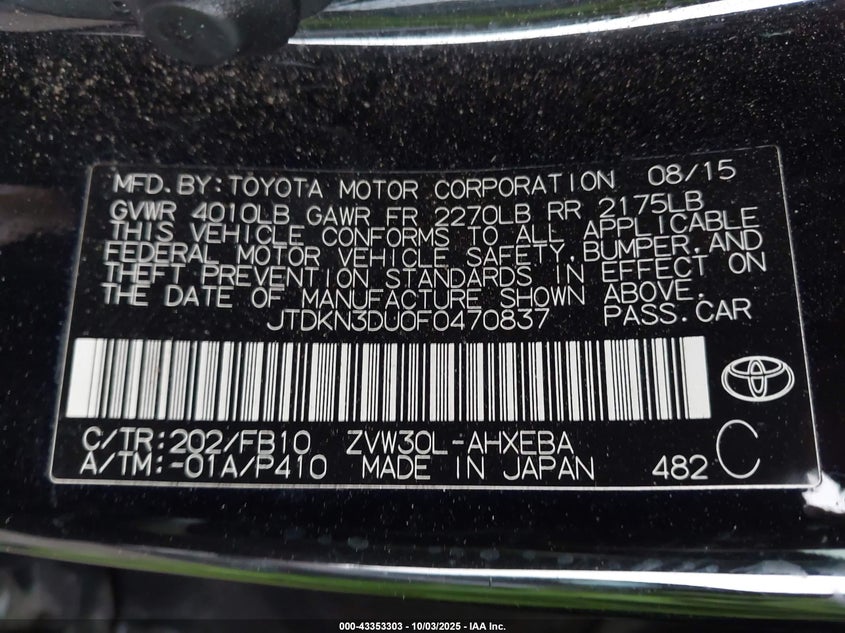 MFD.BY:TOYOTA MOTOR CORPORATION 08/15
GVWR 4010LB GAWR FR 2270LB RR 2175LB
THIS VEHICLE CONFORMS TO ALL APPLICABLE
FEDERAL MOTOR VEHICLE SAFETY,BUMPER,AND
THEFT PREVENTION STANDARDS IN EFFECT ON
THE DATE OF MANUFACTURE SHOWN ABOVE.
JTDKN3DU0F0470837 PASS.CAR
C/TR:202/FB10 ZVW30L-AHXEBA
A/TM:-01A/P410 MADE IN JAPAN 482 C
000-43353303 - 10/03/2025 - IAA Inc.